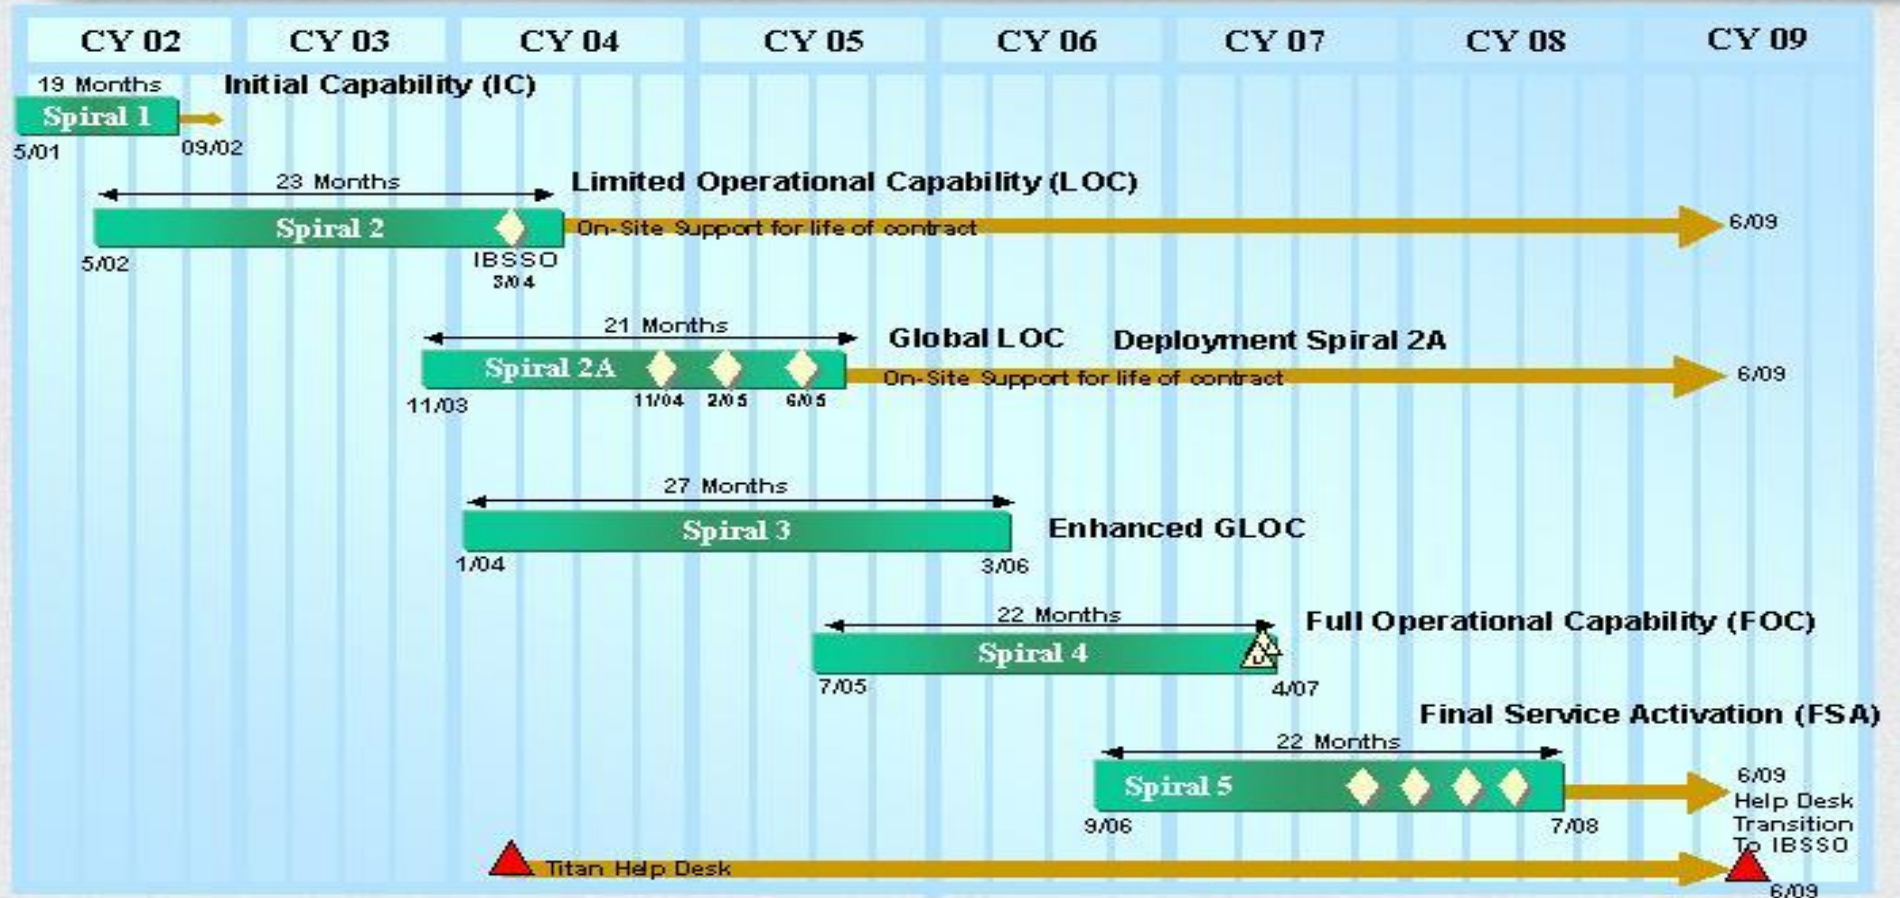 CY 02 CY 03 CY 04 CY 05 CY 06 CY 07 CY 08 CY 09
19 Months
Initial Capability (IC)
Spiral 1
5/01
09/02
23 Months
Limited Operational Capability (LOC)
Spiral 2
On-Site Support for life of contract
6/09
5/02
IBSSO
3/04
21 Months
Global LOC Deployment Spiral 2A
Spiral 2A
On-Site Support for life of contract
6/09
11/03
11/04 2/05 6/05
27 Months
Spiral 3
Enhanced GLOC
1/04
3/06
22 Months
Full Operational Capability (FOC)
Spiral 4
7/05
4/07
Final Service Activation (FSA)
22 Months
Spiral 5
9/06
7/08
6/09
Help Desk
Transition
To IBSSO
Titan Help Desk
6/09